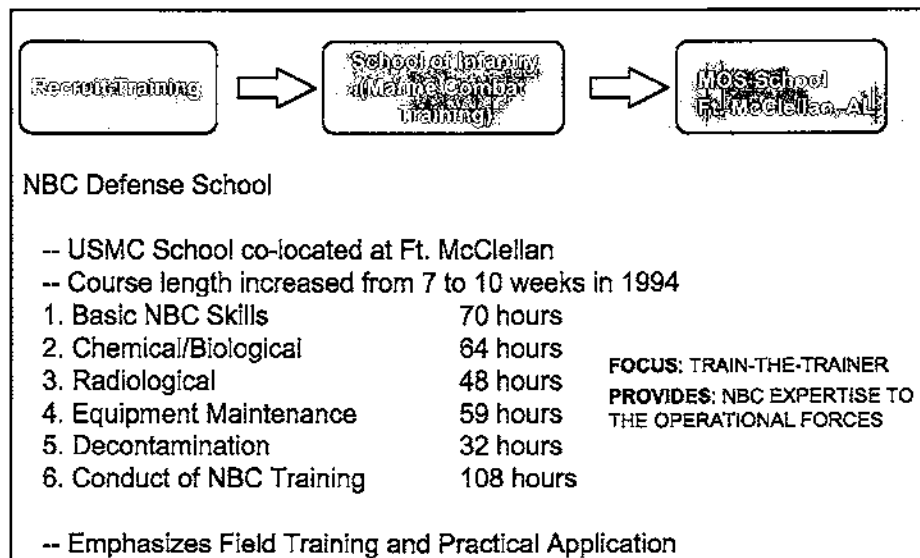 Recruit Training
School of Infantry
(Marine Combat
Training)
MOS School
Ft. McClellan, AL
NBC Defense School
-- USMC School co-located at Ft. McClellan
-- Course length increased from 7 to 10 weeks in 1994
1. Basic NBC Skills 70 hours
2. Chemical/Biological 64 hours
3. Radiological 48 hours
4. Equipment Maintenance 59 hours
5. Decontamination 32 hours
6. Conduct of NBC Training 108 hours
FOCUS: TRAIN-THE-TRAINER
PROVIDES: NBC EXPERTISE TO
THE OPERATIONAL FORCES
-- Emphasizes Field Training and Practical Application